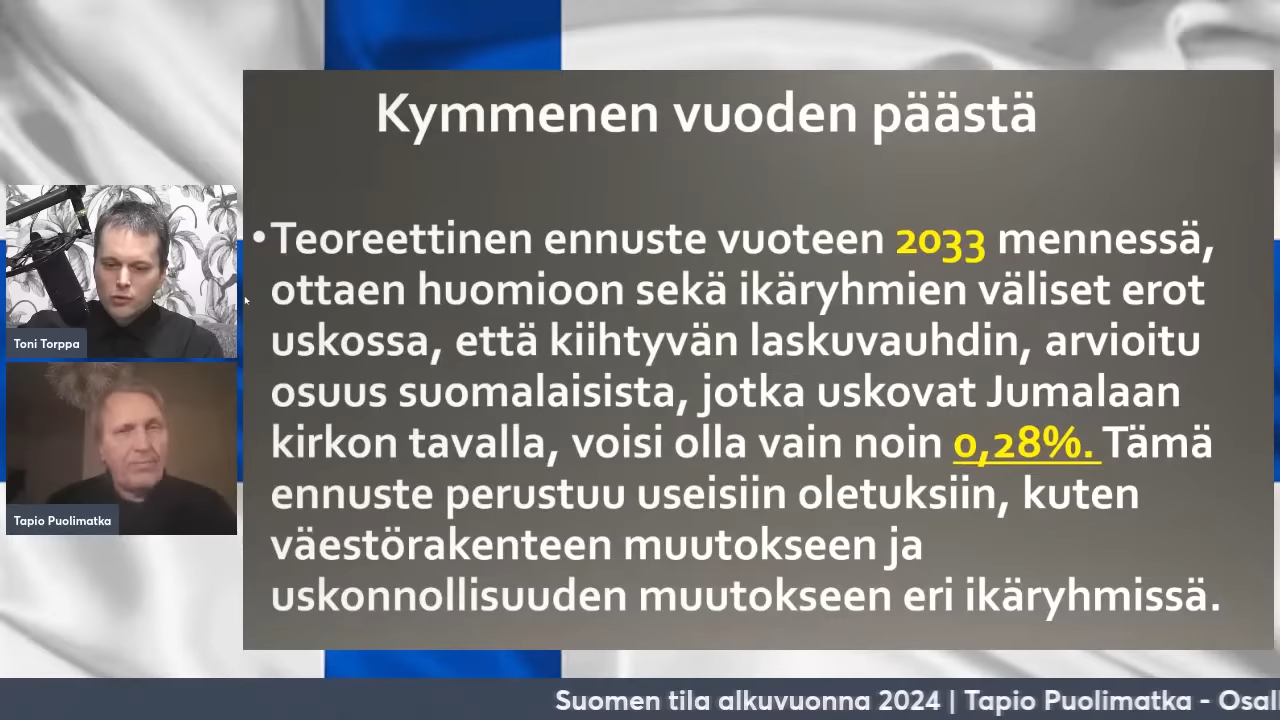 Kymmenen vuoden päästä
•Teoreettinen ennuste vuoteen 2033 mennessä,
ottaen huomioon sekä ikäryhmien väliset erot
uskossa, että kiihtyvän laskuvauhdin, arvioitu
osuus suomalaisista, jotka uskovat Jumalaan
kirkon tavalla, voisi olla vain noin 0,28%. Tämä
ennuste perustuu useisiin oletuksiin, kuten
väestörakenteen muutokseen ja
uskonnollisuuden muutokseen eri ikäryhmissä.
Toni Torppa
Tapio Puolimatka
Suomen tila alkuvuonna 2024 | Tapio Puolimatka - Osal